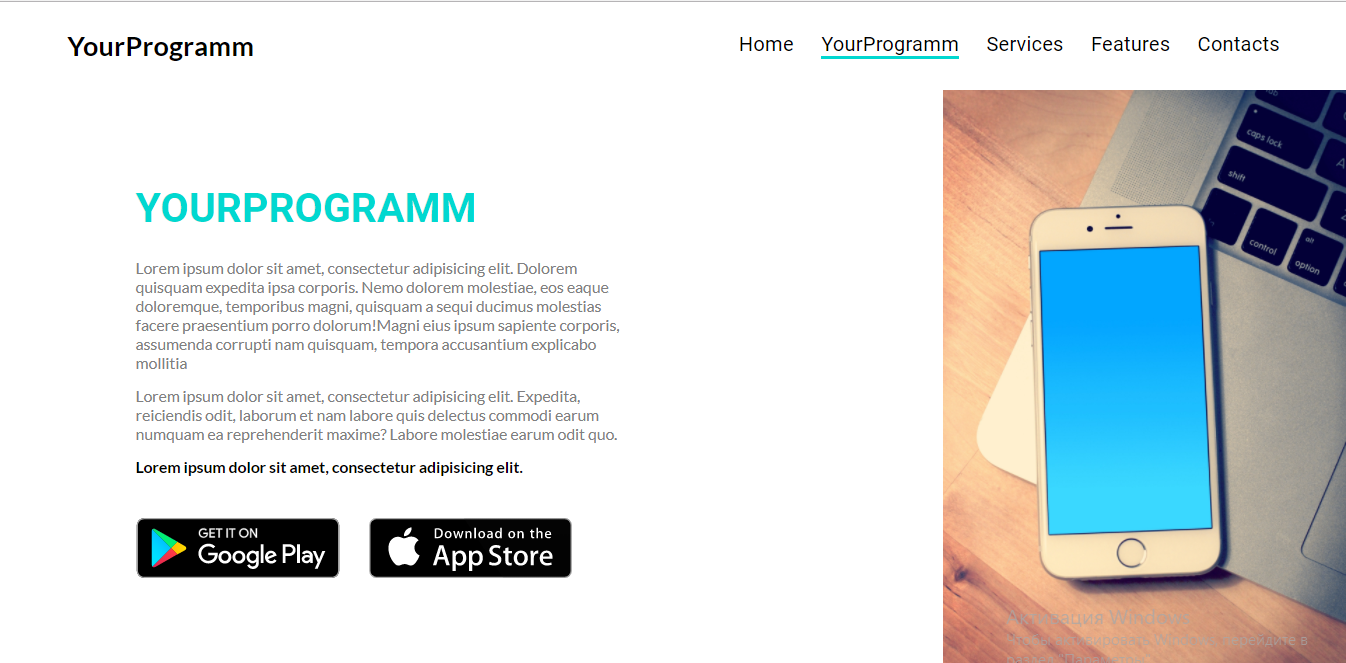 YourProgramm
Home YourProgramm Services Features Contacts
YOURPROGRAMM
Lorem ipsum dolor sit amet, consectetur adipisicing elit. Dolorem
quisquam expedita ipsa corporis. Nemo dolorem molestiae, eos eaque
doloremque, temporibus magni, quisquam a sequi ducimus molestias
facere praesentium porro dolorum!Magni eius ipsum sapiente corporis,
assumenda corrupti nam quisquam, tempora accusantium explicabo
mollitia
Lorem ipsum dolor sit amet, consectetur adipisicing elit. Expedita,
reiciendis odit, laborum et nam labore quis delectus commodi earum
numquam ea reprehenderit maxime? Labore molestiae earum odit quo.
Lorem ipsum dolor sit amet, consectetur adipisicing elit.
GET IT ON
Google Play
Download on the
App Store
caps lock
shift
control
alt
option
Активация Windows